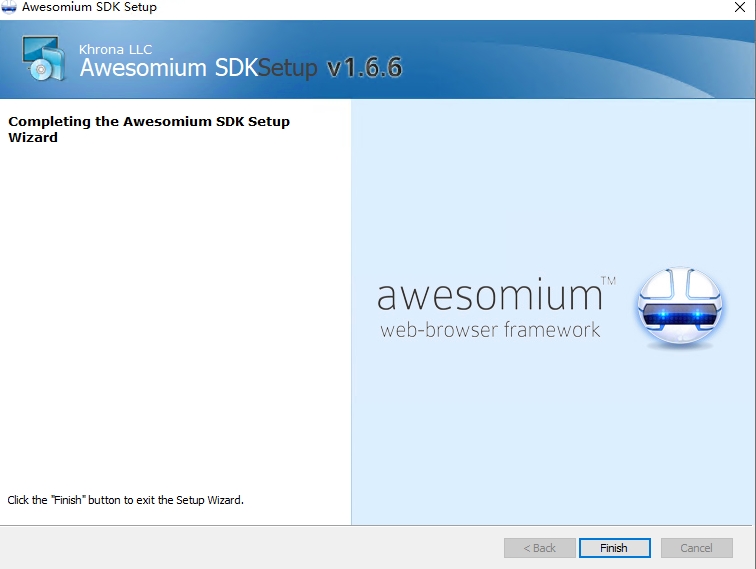 Awesomium SDK Setup
Khrona LLC
Awesomium SDKSetup v1.6.6
Completing the Awesomium SDK Setup
Wizard
awesomium™
web-browser framework
Click the "Finish" button to exit the Setup Wizard.
< Back Finish Cancel